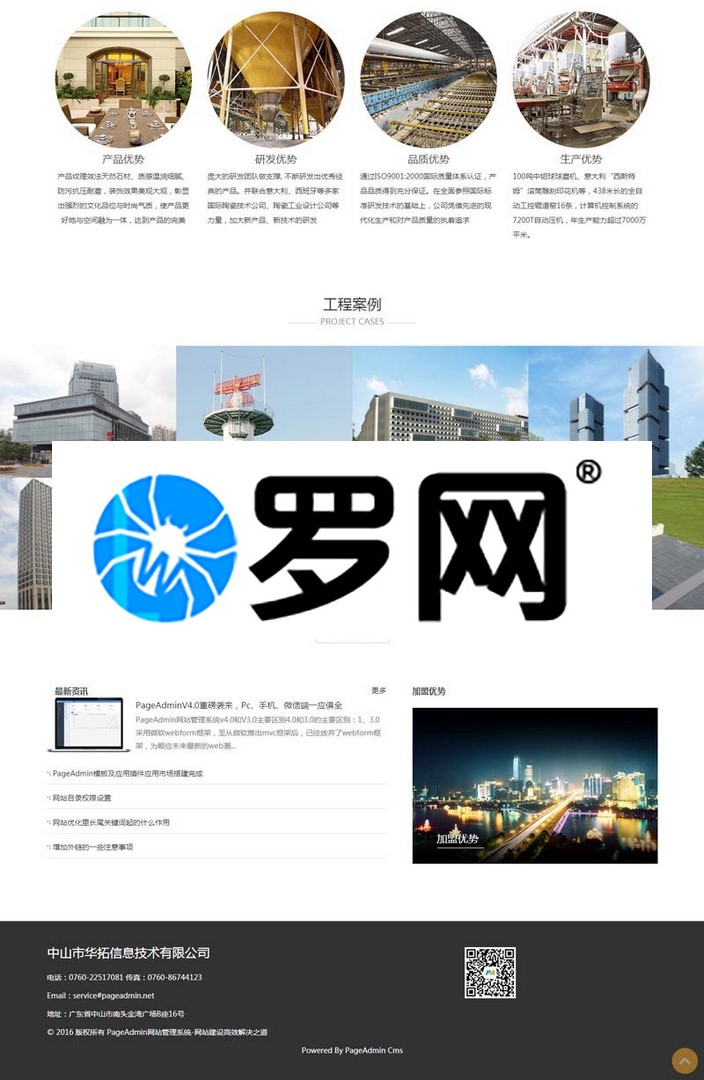 产品优势
产品纹理效法天然石材、质感温润细腻、
防污抗压耐磨，装饰效果美观大观，彰显
出强烈的文化品位与时尚气质，使产品更
好地与空间融为一体，达到产品的完美
研发优势
庞大的研发团队做支撑, 不断研发出优秀经
典的产品。并联合意大利、西班牙等多家
国际陶瓷技术公司、陶瓷工业设计公司等
力量，加大新产品、新技术的研发
品质优势
通过ISO9001:2000国际质量体系认证，产
品品质得到充分保证。在全面参照国际标
准研发技术的基础上，公司凭借先进的现
代化生产和对产品质量的执着追求
生产优势
100吨中铝球球磨机、意大利“西斯特
姆”滚筒雕刻印花机等，438米长的全自
动工控辊道窑16条，计算机控制系统的
7200T自动压机，年生产能力超过7000万
平米。
工程案例
PROJECT CASES
罗网®
最新资讯
更多
PageAdminV4.0重磅袭来，Pc、手机、微信端一应俱全
PageAdmin网站管理系统v4.0和V3.0主要区别4.0和3.0的主要区别：1、3.0
采用微软webform框架，至从微软推出mvc框架后，已经放弃了webform框
架，为顺应未来最新的web潮...
PageAdmin模板及应用插件应用市场搭建完成
网站目录权限设置
网站优化里长尾关键词起的什么作用
增加外链的一些注意事项
加盟优势
加盟优势
中山市华拓信息技术有限公司
电话：0760-22517081 传真：0760-86744123
Email：service#pageadmin.net
地址：广东省中山市南头金湾广场B座16号
© 2016 版权所有 PageAdmin网站管理系统-网站建设高效解决之道
Powered By PageAdmin Cms